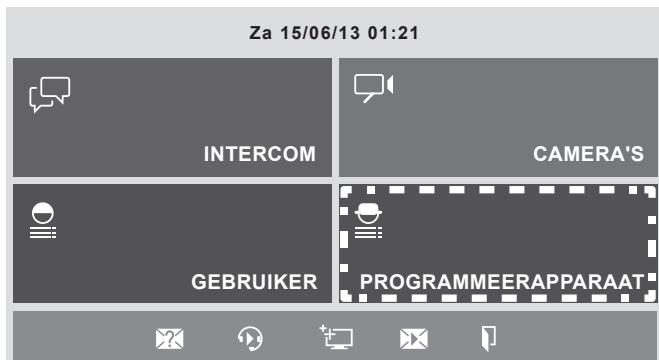 Za 15/06/13 01:21
INTERCOM
CAMERA'S
GEBRUIKER
PROGRAMMEERAPPARAAT